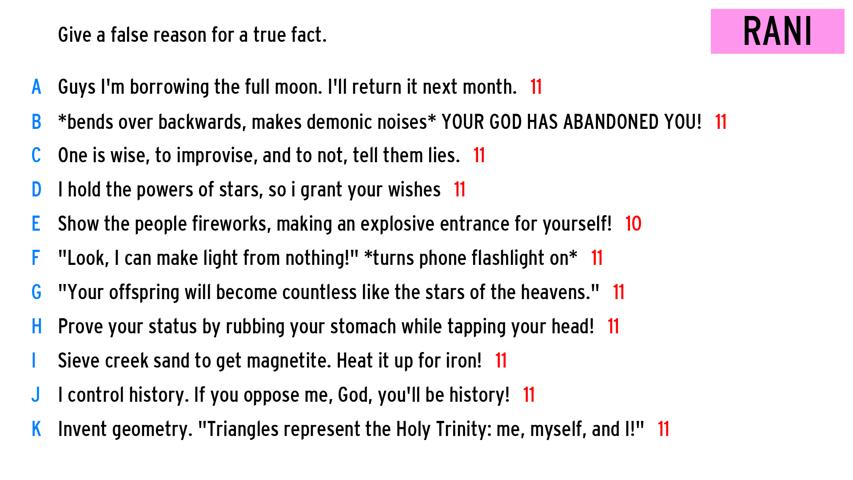 Give a false reason for a true fact.
RANI
A Guys I'm borrowing the full moon. I'll return it next month. 11
B *bends over backwards, makes demonic noises* YOUR GOD HAS ABANDONED YOU! 11
C One is wise, to improvise, and to not, tell them lies. 11
D I hold the powers of stars, so i grant your wishes 11
E Show the people fireworks, making an explosive entrance for yourself! 10
F "Look, I can make light from nothing!" *turns phone flashlight on* 11
G "Your offspring will become countless like the stars of the heavens." 11
H Prove your status by rubbing your stomach while tapping your head! 11
I Sieve creek sand to get magnetite. Heat it up for iron! 11
J I control history. If you oppose me, God, you'll be history! 11
K Invent geometry. "Triangles represent the Holy Trinity: me, myself, and I!" 11